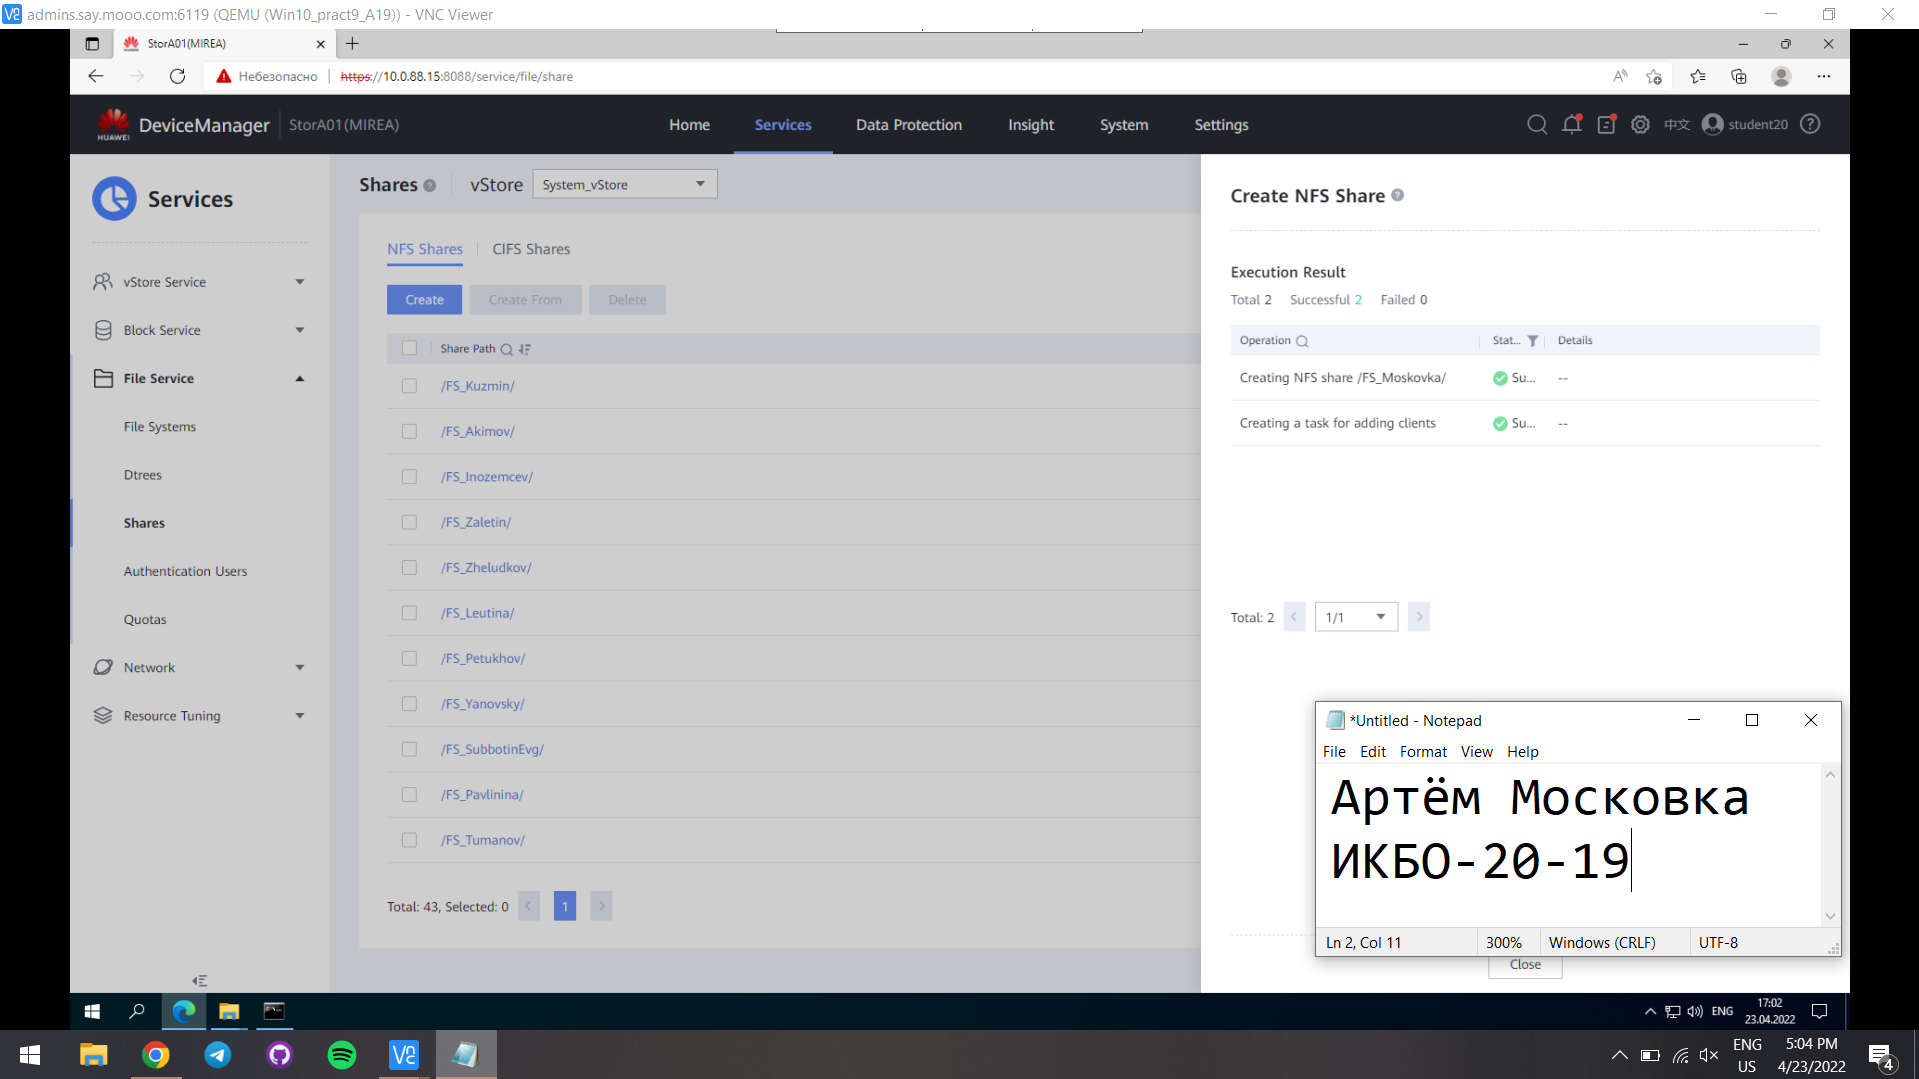 admins.say.mooo.com:6119 (QEMU (Win10_pract9_A19)) - VNC Viewer
StorA01(MIREA)
Небезопасно https://10.0.88.15:8088/service/file/share
HUAWEI DeviceManager StorA01(MIREA) Home Services Data Protection Insight System Settings 中文 student20
Services
vStore Service
Block Service
File Service
File Systems
Dtrees
Shares
Authentication Users
Quotas
Network
Resource Tuning
Shares vStore System_vStore
NFS Shares CIFS Shares
Create Create From Delete
Share Path
/FS_Kuzmin/
/FS_Akimov/
/FS_Inozemcev/
/FS_Zaletin/
/FS_Zheludkov/
/FS_Leutina/
/FS_Petukhov/
/FS_Yanovsky/
/FS_SubbotinEvg/
/FS_Pavlinina/
/FS_Tumanov/
Total: 43, Selected: 0 1
Create NFS Share
Execution Result
Total 2 Successful 2 Failed 0
Operation Stat... Details
Creating NFS share /FS_Moskovka/ Su... --
Creating a task for adding clients Su... --
Total: 2 1/1
*Untitled - Notepad
File Edit Format View Help
Артём Московка
ИКБО-20-19
Ln 2, Col 11 300% Windows (CRLF) UTF-8
Close
ENG 17:02
23.04.2022
ENG 5:04 PM
US 4/23/2022 4